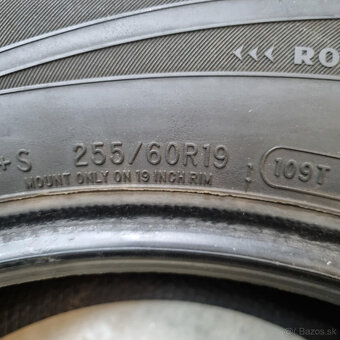 <<< RO
+S 255/60R19 109T
MOUNT ONLY ON 19 INCH.RIM
Bazos.sk